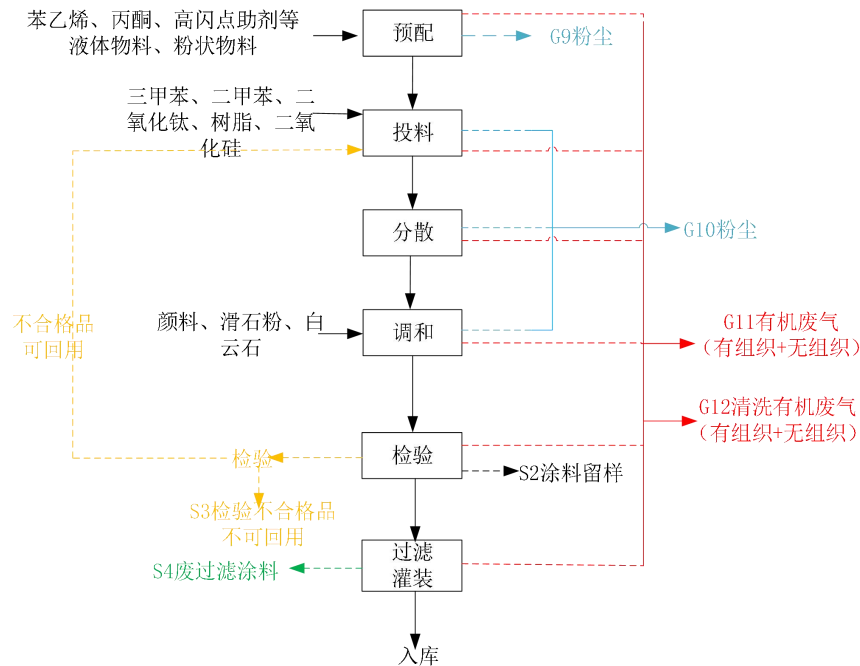 苯乙烯、丙酮、高闪点助剂等
液体物料、粉状物料
预配
G9粉尘
三甲苯、二甲苯、二
氧化钛、树脂、二氧
化硅
投料
分散
G10粉尘
不合格品
可回用
颜料、滑石粉、白
云石
调和
G11有机废气
（有组织+无组织）
G12清洗有机废气
（有组织+无组织）
检验
检验
S2涂料留样
S3检验不合格品
不可回用
过滤
灌装
S4废过滤涂料
入库